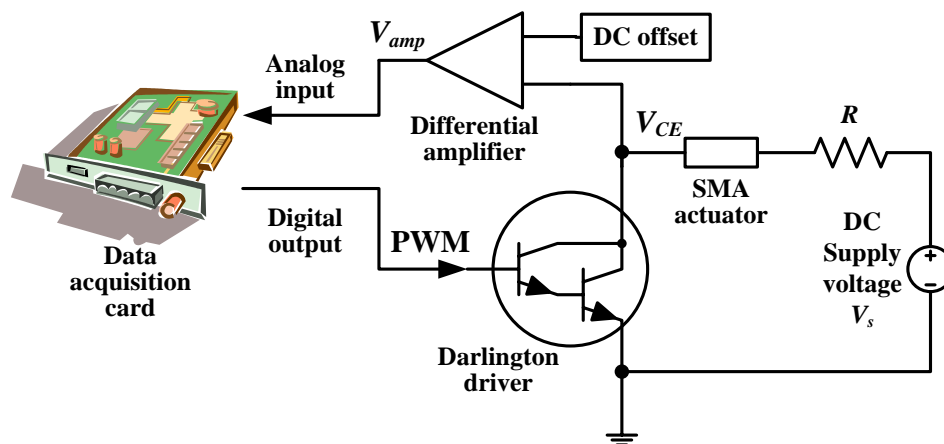 DC offset
V_amp
Analog
input
Differential
amplifier
V_CE
R
SMA
actuator
Digital
output
PWM
DC
Supply
voltage
V_s
+
−
Data
acquisition
card
Darlington
driver